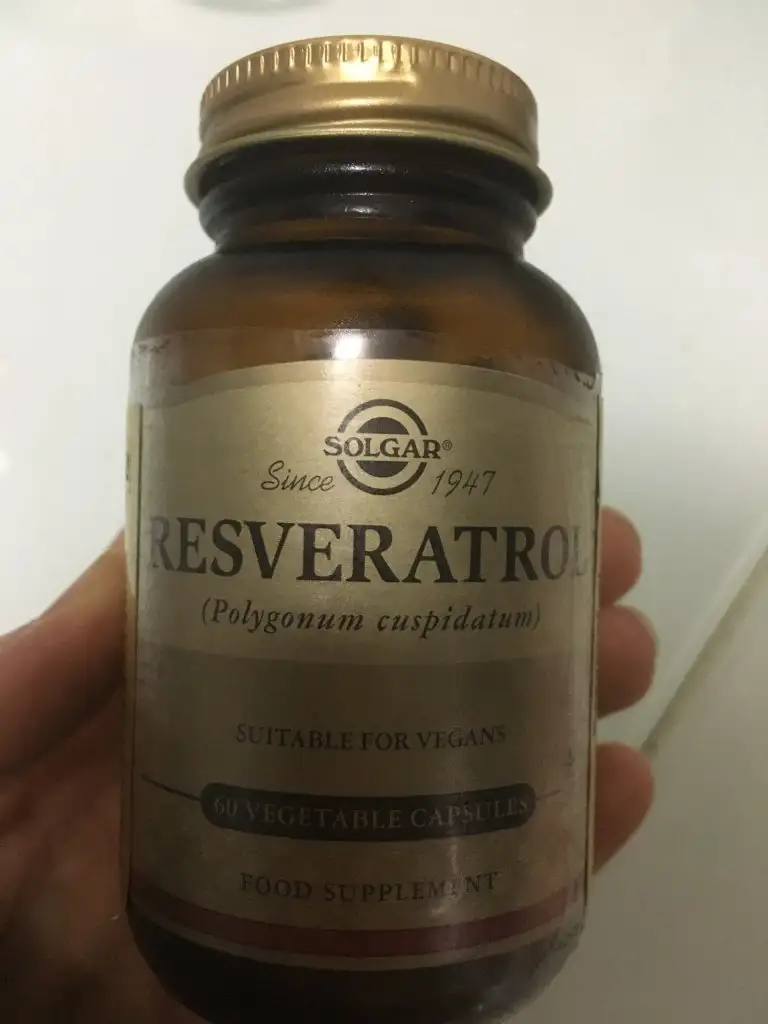 SOLGAR®
Since 1947
RESVERATROL
(Polygonum cuspidatum)
SUITABLE FOR VEGANS
60 VEGETABLE CAPSULES
FOOD SUPPLEMENT